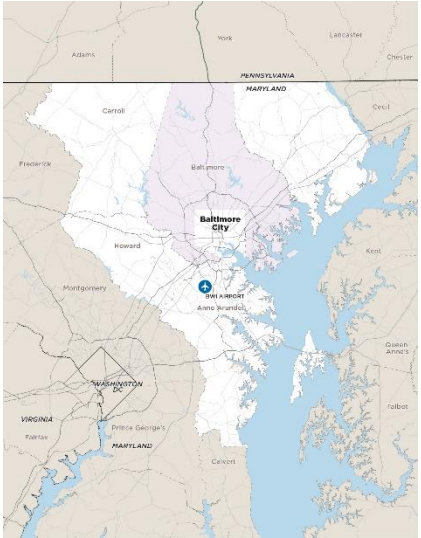 York
Lancaster
Adams
Chester
PENNSYLVANIA
MARYLAND
Carroll
Cecil
Frederick
Baltimore
Baltimore
City
Howard
Kent
Montgomery
BWI AIRPORT
Anne Arundel
Queen
Anne's
WASHINGTON
DC
Talbot
VIRGINIA
Prince George's
Fairfax
MARYLAND
Calvert